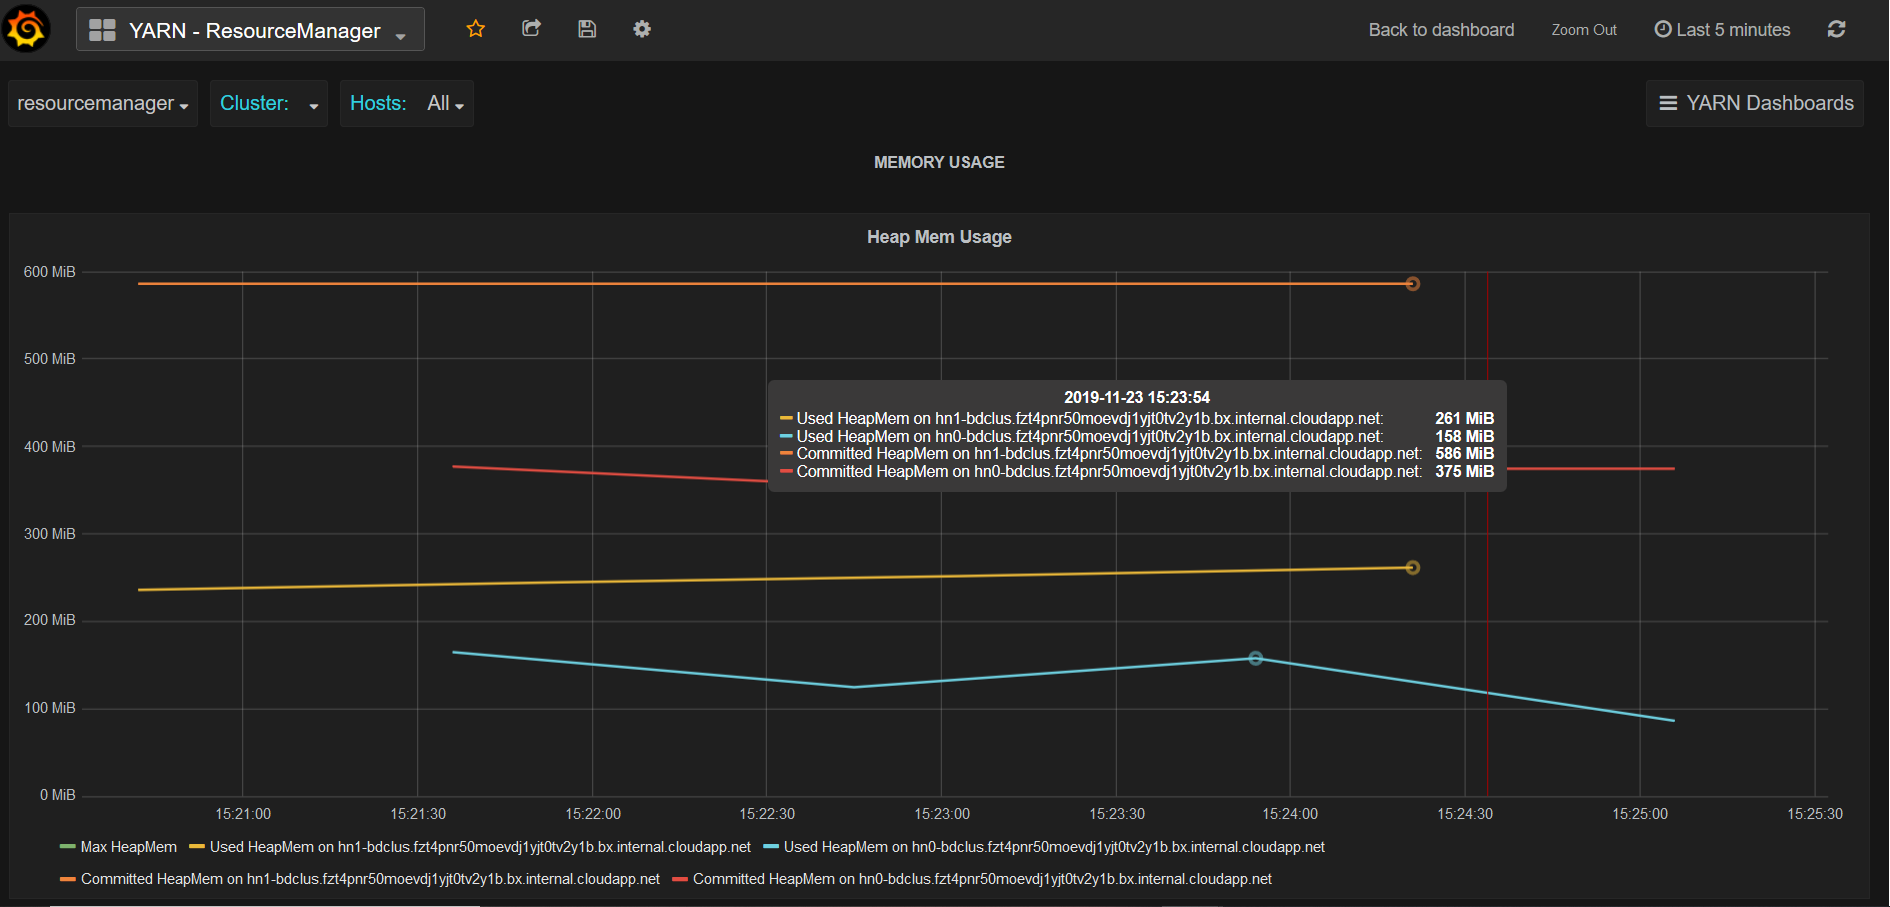 YARN - ResourceManager
Back to dashboard
Zoom Out
Last 5 minutes
resourcemanager
Cluster:
Hosts: All
YARN Dashboards
MEMORY USAGE
Heap Mem Usage
600 MiB
500 MiB
400 MiB
300 MiB
200 MiB
100 MiB
0 MiB
2019-11-23 15:23:54
Used HeapMem on hn1-bdclus.fzt4pnr50moevdj1yjt0tv2y1b.bx.internal.cloudapp.net: 261 MiB
Used HeapMem on hn0-bdclus.fzt4pnr50moevdj1yjt0tv2y1b.bx.internal.cloudapp.net: 158 MiB
Committed HeapMem on hn1-bdclus.fzt4pnr50moevdj1yjt0tv2y1b.bx.internal.cloudapp.net: 586 MiB
Committed HeapMem on hn0-bdclus.fzt4pnr50moevdj1yjt0tv2y1b.bx.internal.cloudapp.net: 375 MiB
15:21:00 15:21:30 15:22:00 15:22:30 15:23:00 15:23:30 15:24:00 15:24:30 15:25:00 15:25:30
Max HeapMem Used HeapMem on hn1-bdclus.fzt4pnr50moevdj1yjt0tv2y1b.bx.internal.cloudapp.net Used HeapMem on hn0-bdclus.fzt4pnr50moevdj1yjt0tv2y1b.bx.internal.cloudapp.net
Committed HeapMem on hn1-bdclus.fzt4pnr50moevdj1yjt0tv2y1b.bx.internal.cloudapp.net Committed HeapMem on hn0-bdclus.fzt4pnr50moevdj1yjt0tv2y1b.bx.internal.cloudapp.net